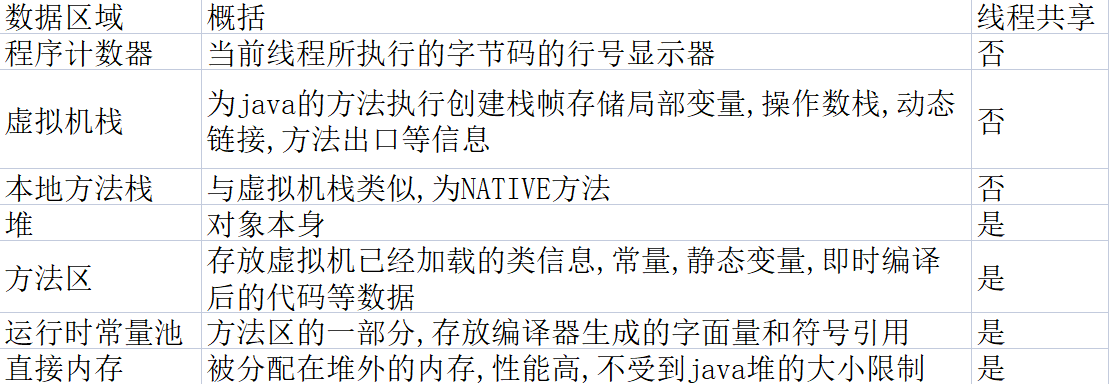 数据区域 概括 线程共享
程序计数器 当前线程所执行的字节码的行号显示器 否
虚拟机栈 为java的方法执行创建栈帧存储局部变量,操作数栈,动态
链接,方法出口等信息 否
本地方法栈 与虚拟机栈类似,为NATIVE方法 否
堆 对象本身 是
方法区 存放虚拟机已经加载的类信息,常量,静态变量,即时编译
后的代码等数据 是
运行时常量池 方法区的一部分,存放编译器生成的字面量和符号引用 是
直接内存 被分配在堆外的内存,性能高,不受到java堆的大小限制 是